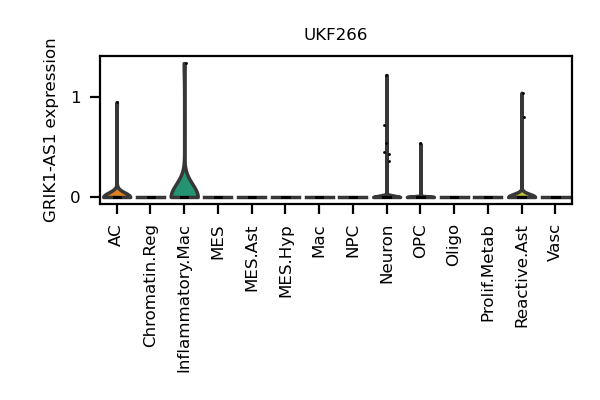 UKF266
GRIK1-AS1 expression
1
0
AC
Chromatin.Reg
Inflammatory.Mac
MES
MES.Ast
MES.Hyp
Mac
NPC
Neuron
OPC
Oligo
Prolif.Metab
Reactive.Ast
Vasc